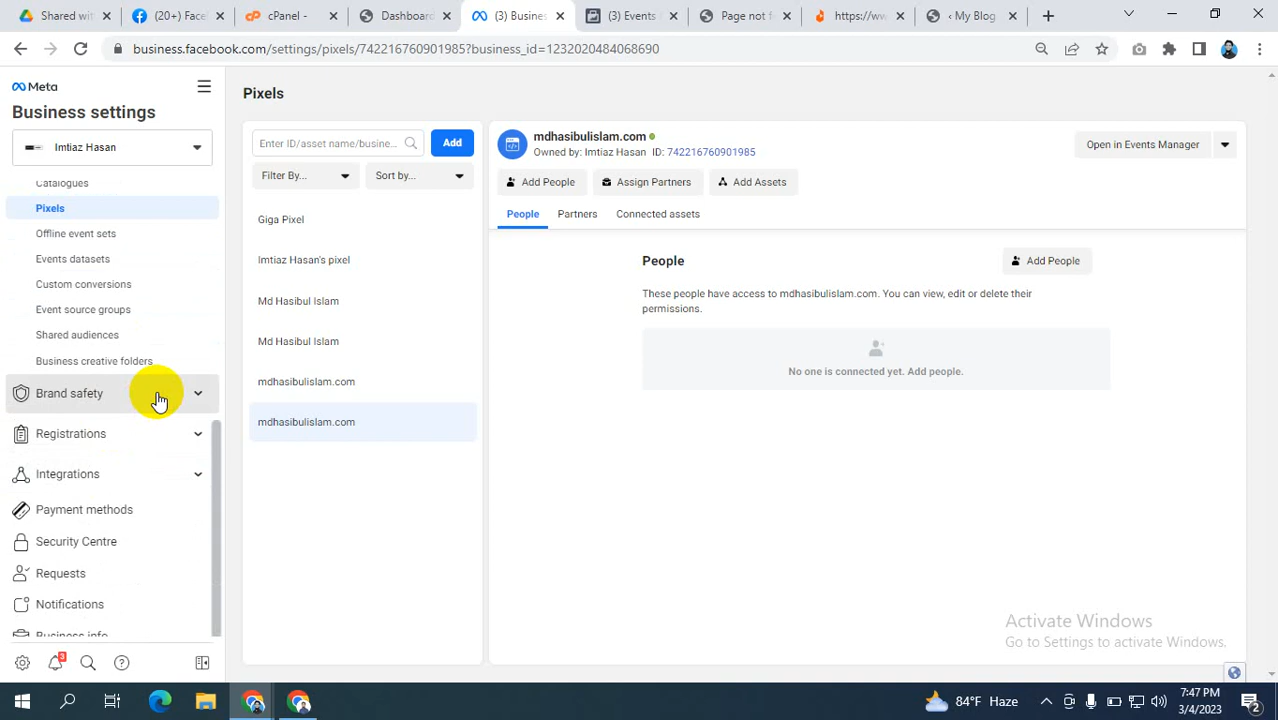 Shared with
(20+) Face
cPanel -
Dashboard
(3) Busines
(3) Events
Page not f
https://ww
‹ My Blog
business.facebook.com/settings/pixels/742216760901985?business_id=1232020484068690
Meta
Business settings
Imtiaz Hasan
Catalogues
Pixels
Offline event sets
Events datasets
Custom conversions
Event source groups
Shared audiences
Business creative folders
Brand safety
Registrations
Integrations
Payment methods
Security Centre
Requests
Notifications
Business info
3
Pixels
Enter ID/asset name/busine...
Add
Filter By...
Sort by...
Giga Pixel
Imtiaz Hasan's pixel
Md Hasibul Islam
Md Hasibul Islam
mdhasibulislam.com
mdhasibulislam.com
mdhasibulislam.com
Owned by: Imtiaz Hasan ID: 742216760901985
Open in Events Manager
Add People
Assign Partners
Add Assets
People
Partners
Connected assets
People
Add People
These people have access to mdhasibulislam.com. You can view, edit or delete their
permissions.
No one is connected yet. Add people.
Activate Windows
Go to Settings to activate Windows.
84°F Haze
7:47 PM
3/4/2023
2